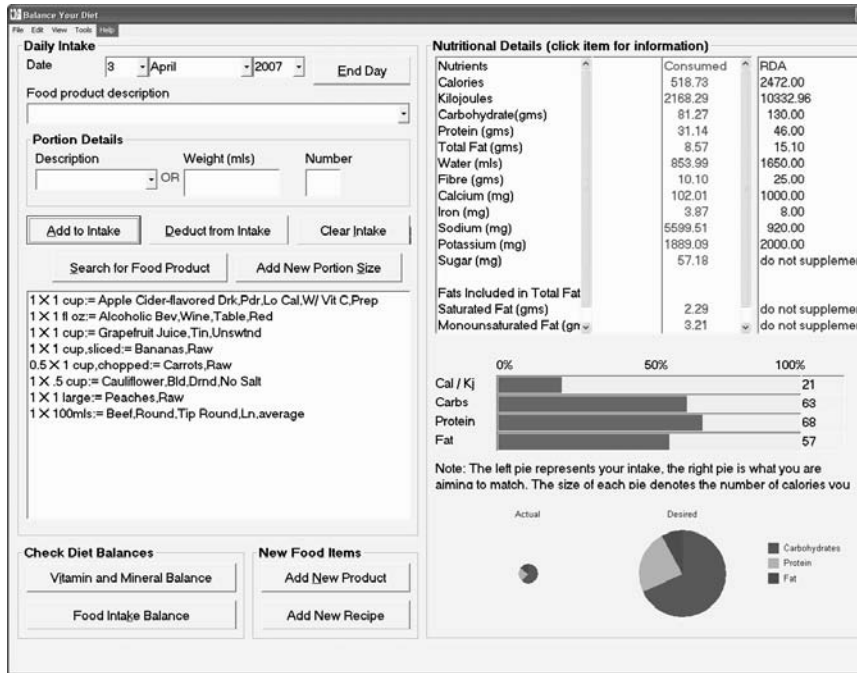 Balance Your Diet
File Edit View Tools Help
Daily Intake
Date 3 April 2007 End Day
Food product description
Portion Details
Description OR Weight (mls) Number
Add to Intake Deduct from Intake Clear Intake
Search for Food Product Add New Portion Size
1 X 1 cup:= Apple Cider-flavored Drk,Pdr,Lo Cal,W/ Vit C,Prep
1 X 1 fl oz:= Alcoholic Bev,Wine,Table,Red
1 X 1 cup:= Grapefruit Juice,Tin,Unswtnd
1 X 1 cup,sliced:= Bananas,Raw
0.5 X 1 cup,chopped:= Carrots,Raw
1 X .5 cup:= Cauliflower,Bld,Drnd,No Salt
1 X 1 large:= Peaches,Raw
1 X 100mls:= Beef,Round,Tip Round,Ln,average
Check Diet Balances
Vitamin and Mineral Balance
Food Intake Balance
New Food Items
Add New Product
Add New Recipe
Nutritional Details (click item for information)
Nutrients Consumed RDA
Calories 518.73 2472.00
Kilojoules 2168.29 10332.96
Carbohydrate(gms) 81.27 130.00
Protein (gms) 31.14 46.00
Total Fat (gms) 8.57 15.10
Water (mls) 853.99 1650.00
Fibre (gms) 10.10 25.00
Calcium (mg) 102.01 1000.00
Iron (mg) 3.87 8.00
Sodium (mg) 5599.51 920.00
Potassium (mg) 1889.09 2000.00
Sugar (mg) 57.18 do not suppleme
Fats Included in Total Fat
Saturated Fat (gms) 2.29 do not suppleme
Monounsaturated Fat (gm 3.21 do not suppleme
0% 50% 100%
Cal / Kj 21
Carbs 63
Protein 68
Fat 57
Note: The left pie represents your intake, the right pie is what you are
aiming to match. The size of each pie denotes the number of calories you
Actual Desired
Carbohydrates
Protein
Fat